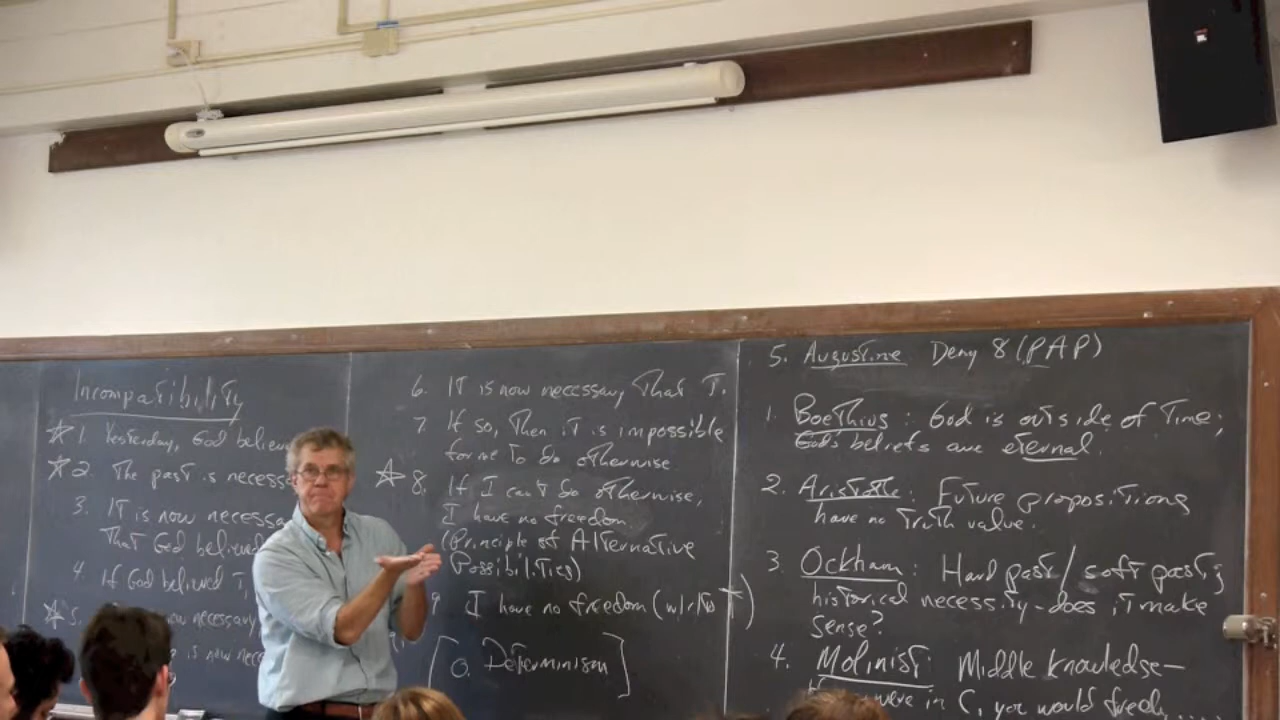 Incompatibility
☆ 1. Yesterday, God believ
☆ 2. The past is necess
3. It is now necessa
That God believed
4. If God believed T,
☆ 5. now necessary
is now nec
6. It is now necessary That T.
7. If so, Then it is impossible
for me To do otherwise.
☆ 8. If I can't do otherwise,
I have no freedom
(Principle of Alternative
Possibilities)
9 I have no freedom (w/r/to T)
[0. Determinism]
5. Augustine. Deny 8 (PAP)
1. Boethius: God is outside of Time;
God's beliefs are eternal.
2. Aristotle: Future propositions
have no Truth value.
3. Ockham: Hard past/soft past;
historical necessity - does it make
sense?
4. Molinist: Middle knowledge-
were in C, you would freely....